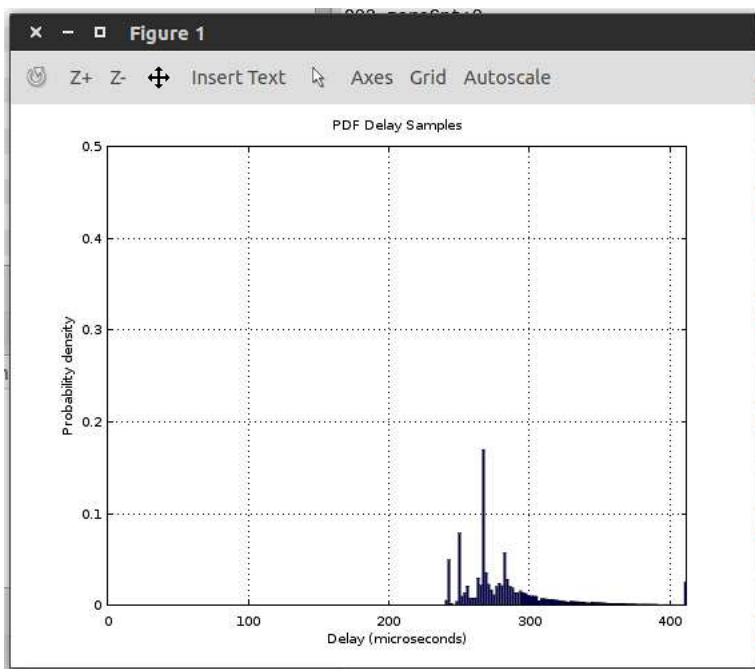 Figure 1
Z+ Z- Insert Text Axes Grid Autoscale
PDF Delay Samples
0.5
0.4
0.3
0.2
0.1
0
Probability density
0 100 200 300 400
Delay (microseconds)